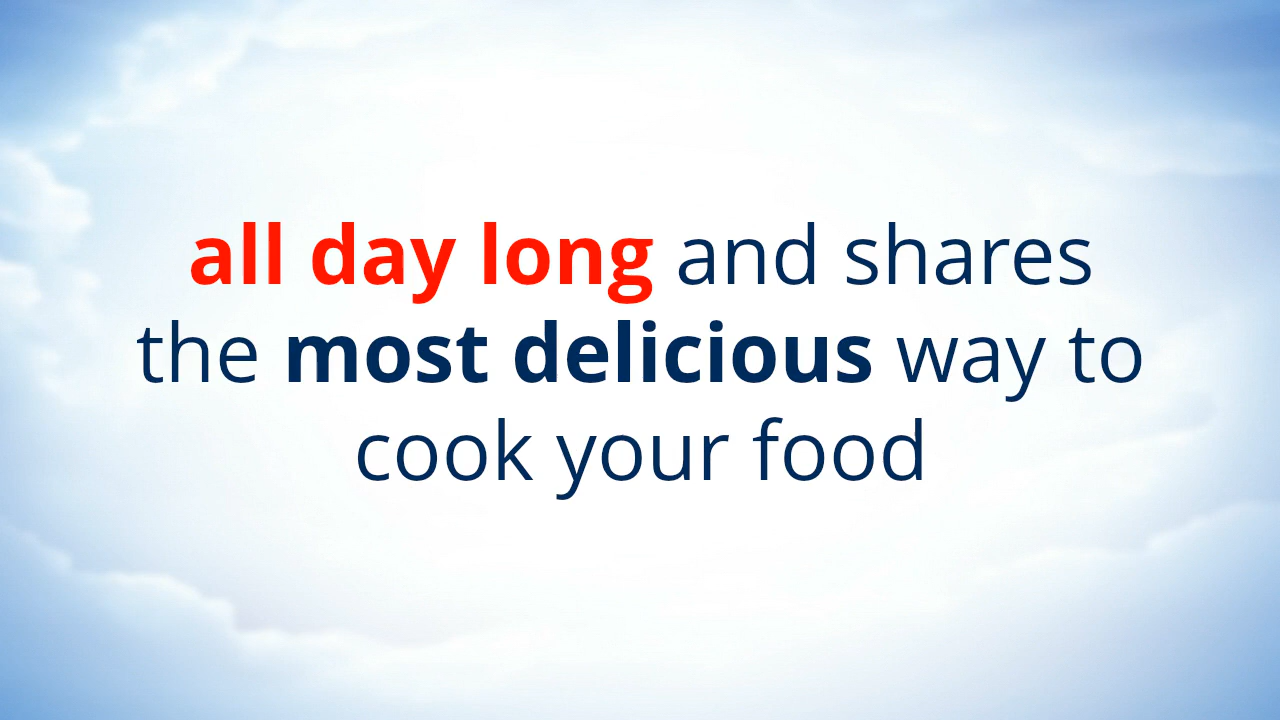 all day long and shares
the most delicious way to
cook your food